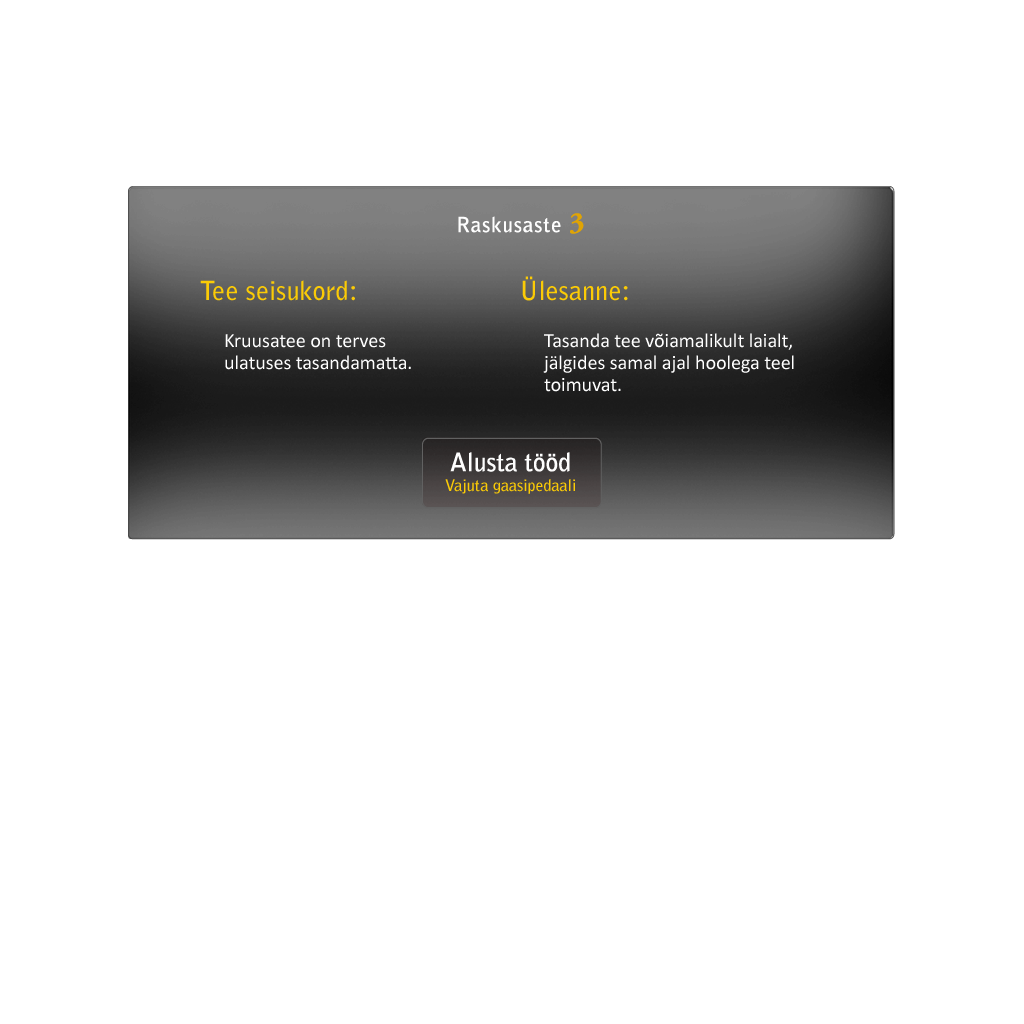 Raskusaste 3
Tee seisukord:
Kruusatee on terves
ulatuses tasandamatta.
Ülesanne:
Tasanda tee võiamalikult laialt,
jälgides samal ajal hoolega teel
toimuvat.
Alusta tööd
Vajuta gaasipedaali